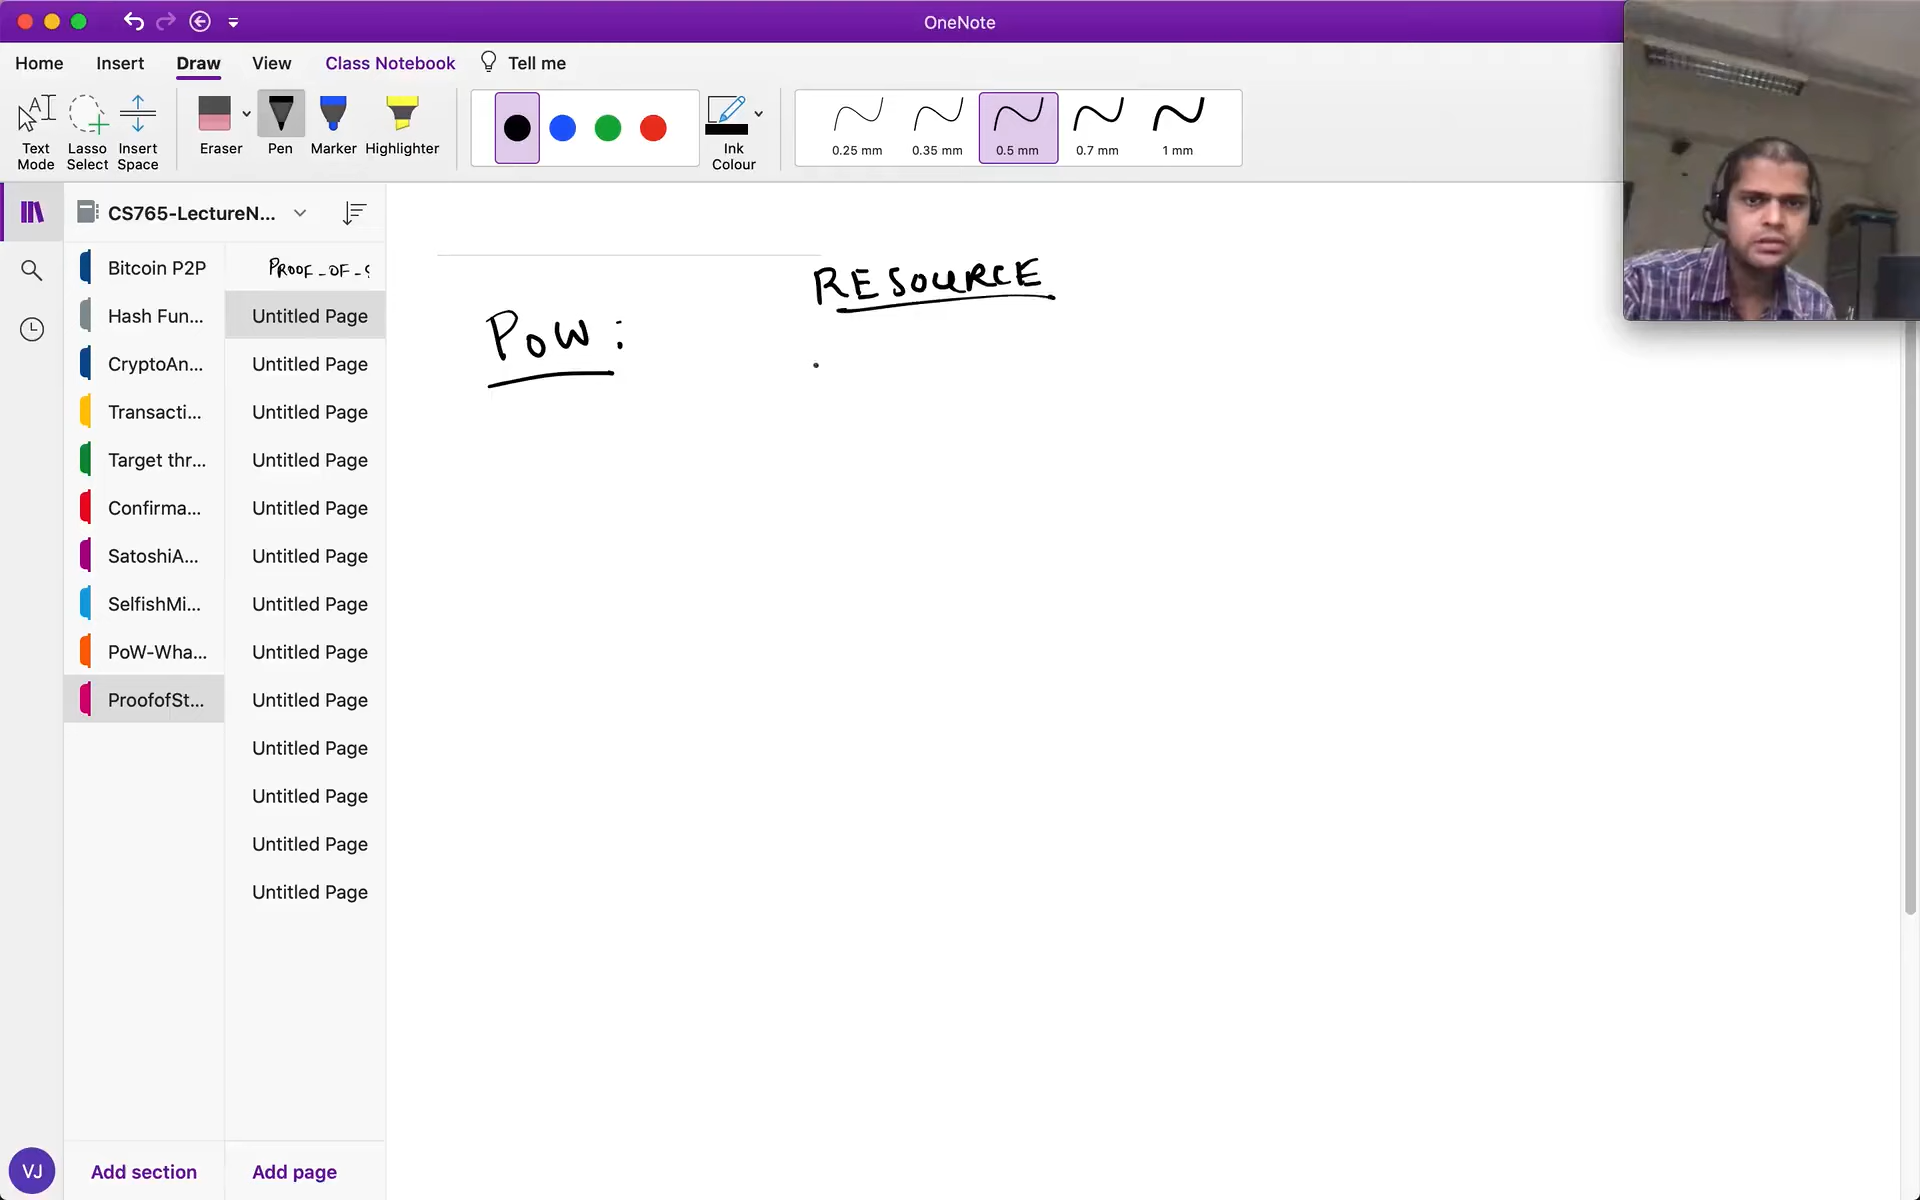 OneNote
Home Insert Draw View Class Notebook Tell me
Text Mode
Lasso Select
Insert Space
Eraser
Pen
Marker
Highlighter
Ink Colour
0.25 mm
0.35 mm
0.5 mm
0.7 mm
1 mm
CS765-LectureN...
Bitcoin P2P
Hash Fun...
CryptoAn...
Transacti...
Target thr...
Confirma...
SatoshiA...
SelfishMi...
PoW-Wha...
ProofofSt...
PROOF-OF-S
Untitled Page
Untitled Page
Untitled Page
Untitled Page
Untitled Page
Untitled Page
Untitled Page
Untitled Page
Untitled Page
Untitled Page
Untitled Page
Untitled Page
Untitled Page
RESOURCE
PoW:
VJ
Add section
Add page